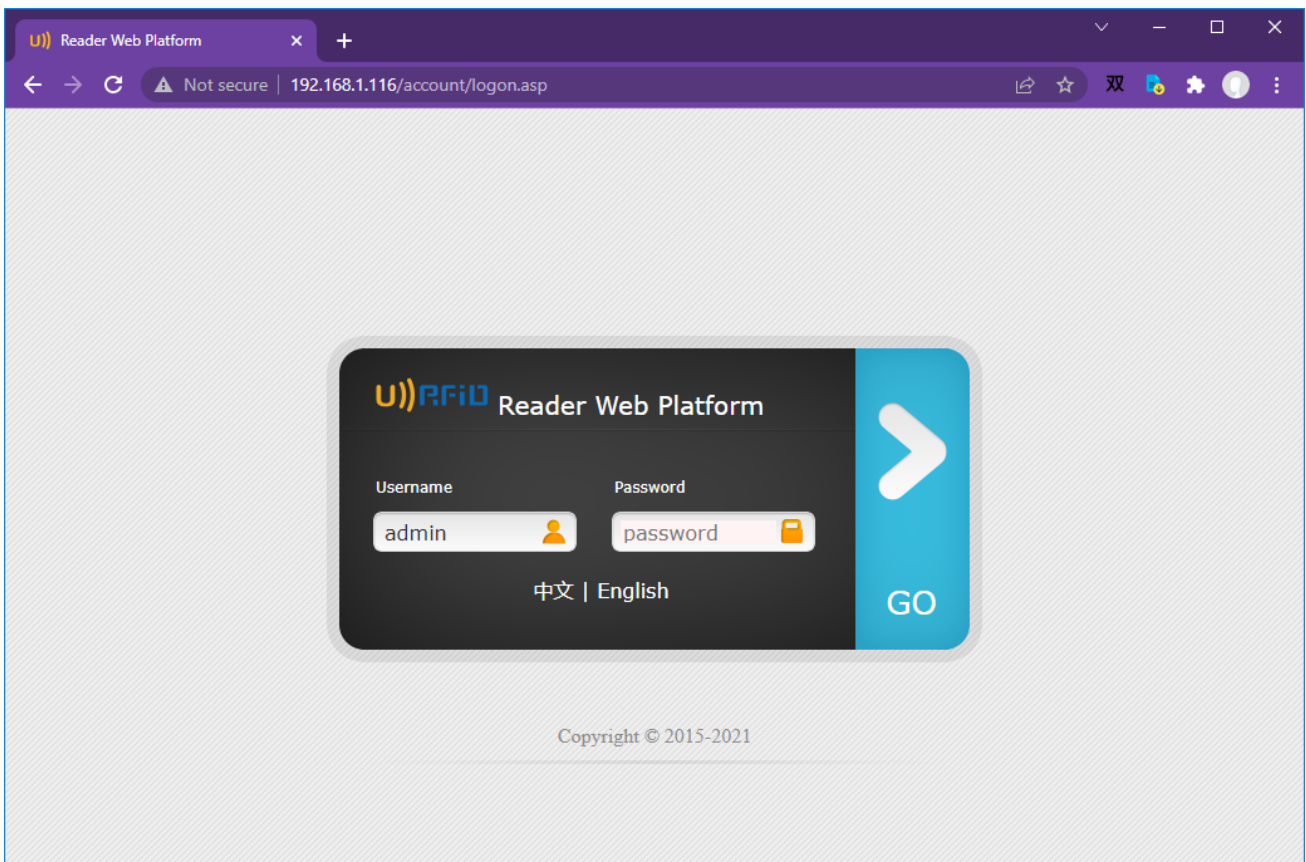 U)) Reader Web Platform
Not secure | 192.168.1.116/account/logon.asp
双
U)) RFiD Reader Web Platform
Username Password
admin password
中文 | English
GO
Copyright © 2015-2021